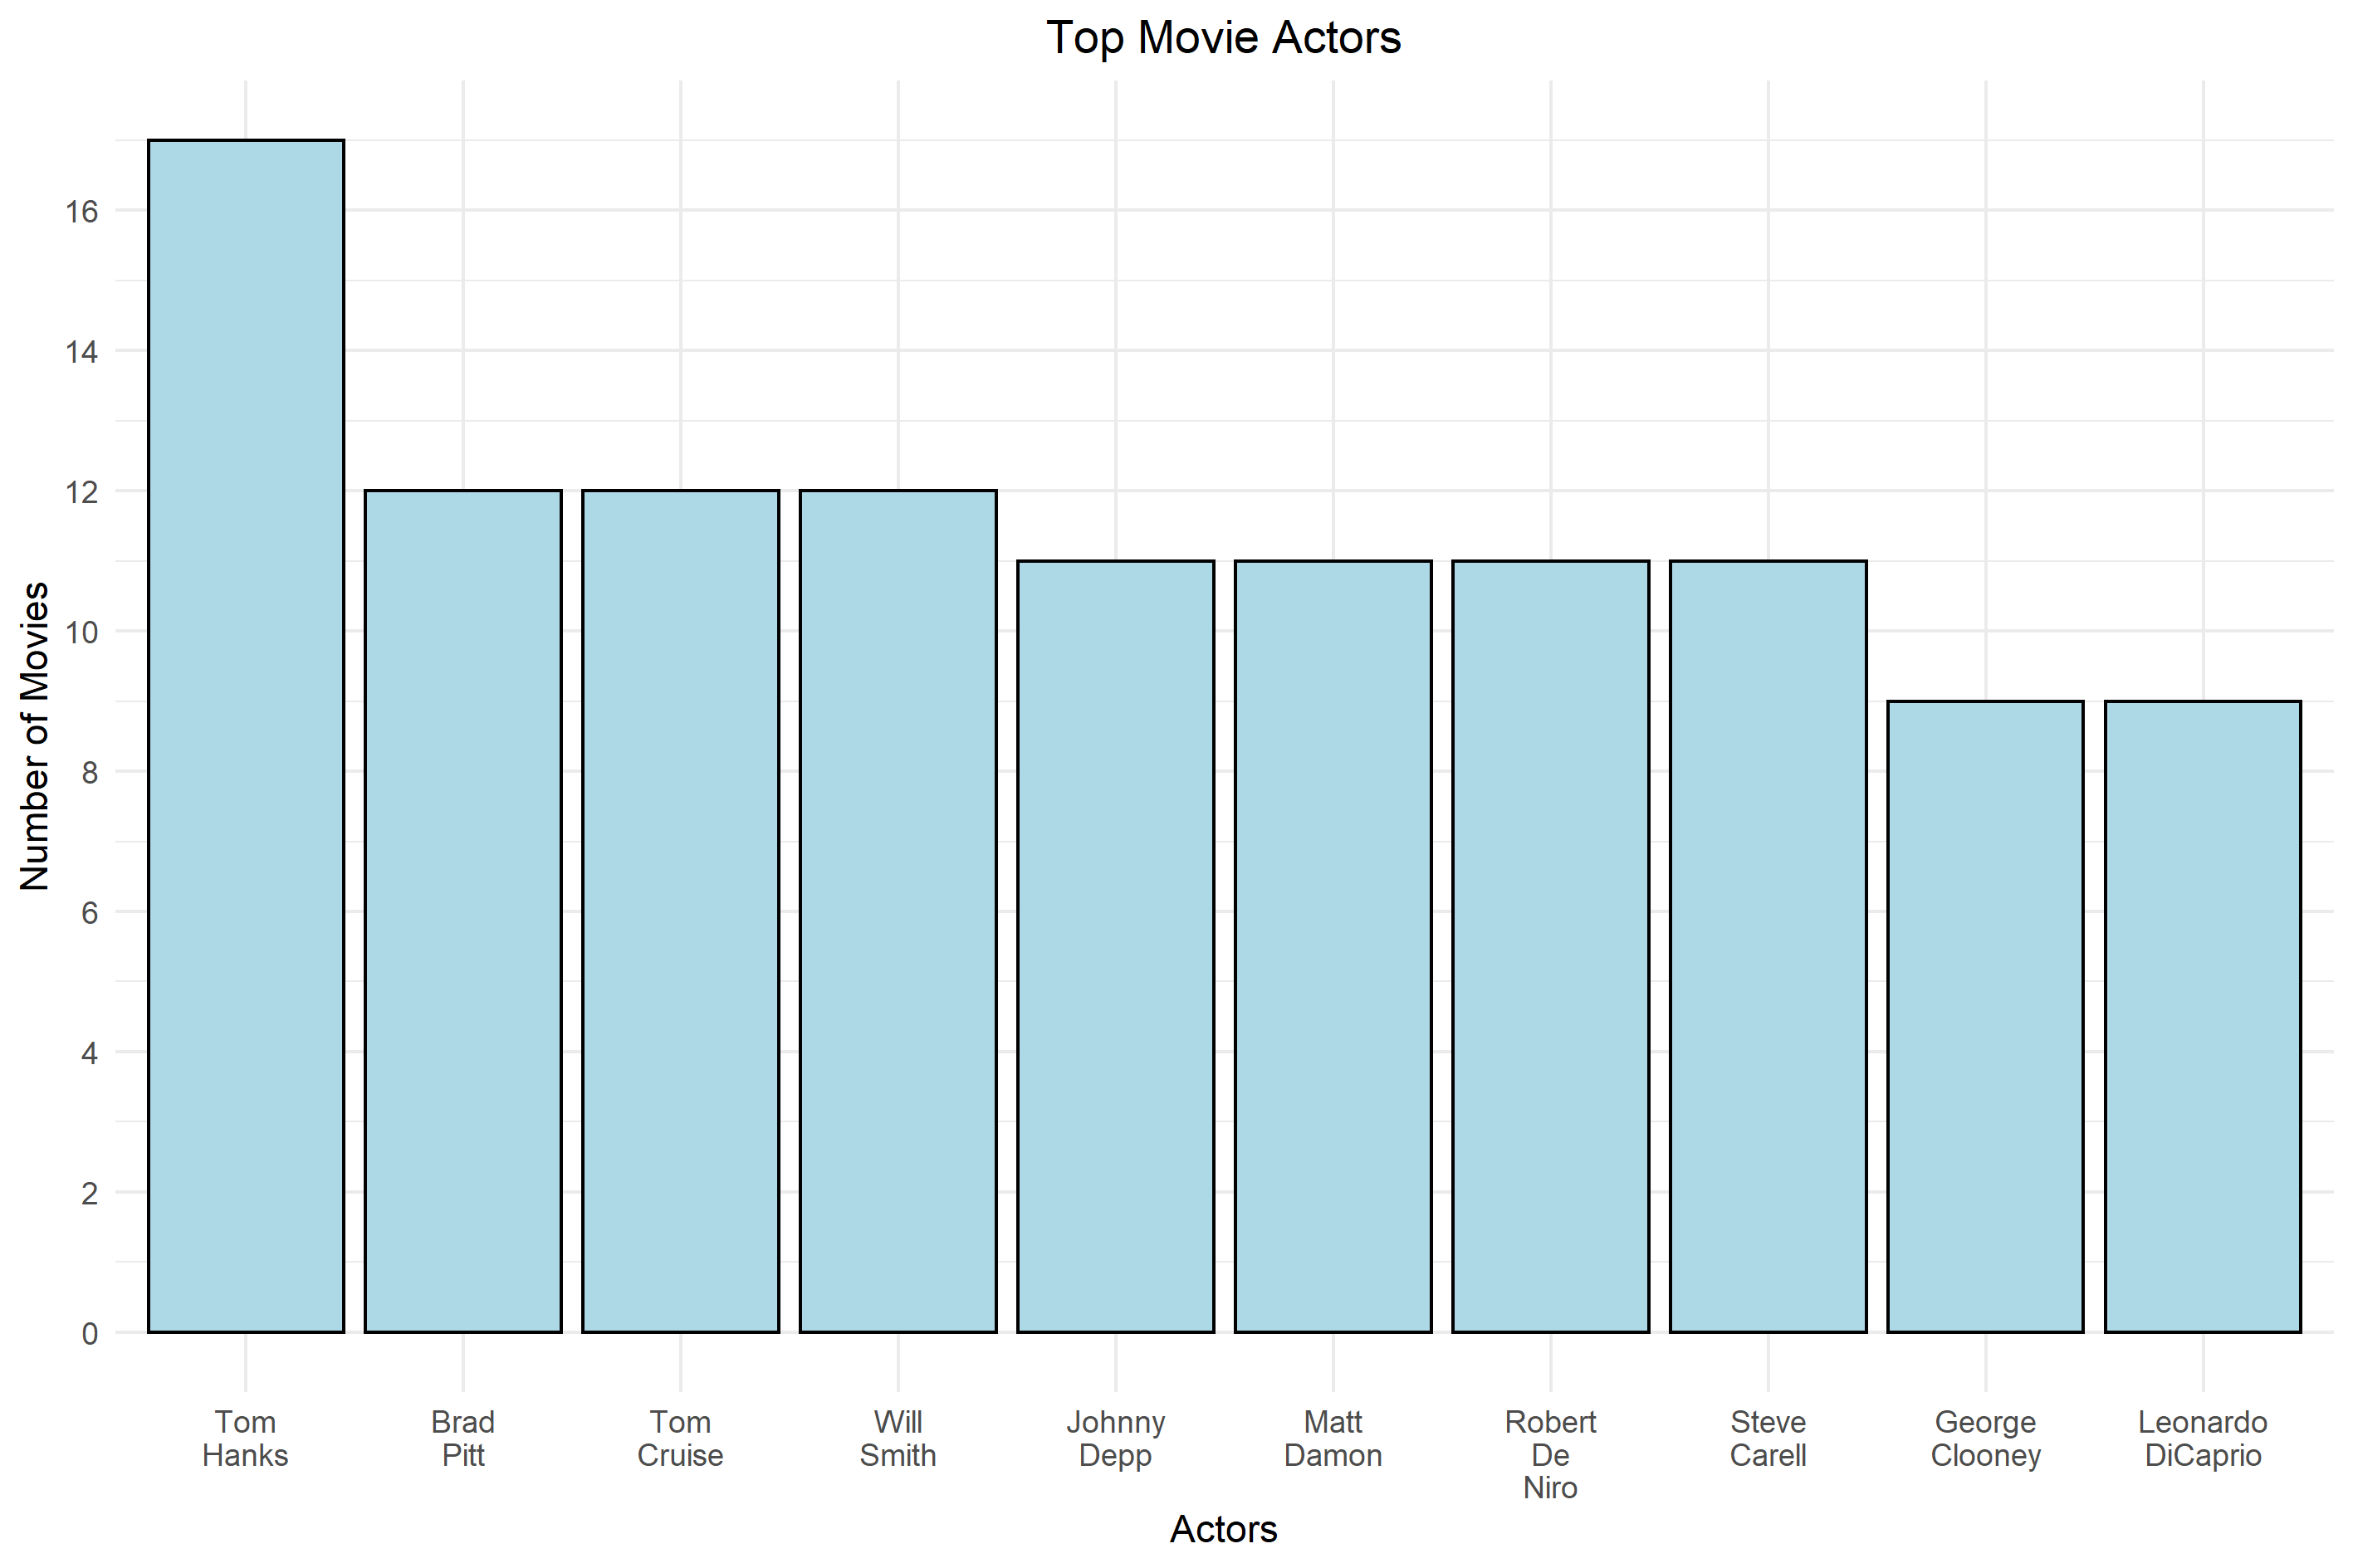 Top Movie Actors
Number of Movies
16
14
12
10
8
6
4
2
0
Tom
Hanks
Brad
Pitt
Tom
Cruise
Will
Smith
Johnny
Depp
Matt
Damon
Robert
De
Niro
Steve
Carell
George
Clooney
Leonardo
DiCaprio
Actors